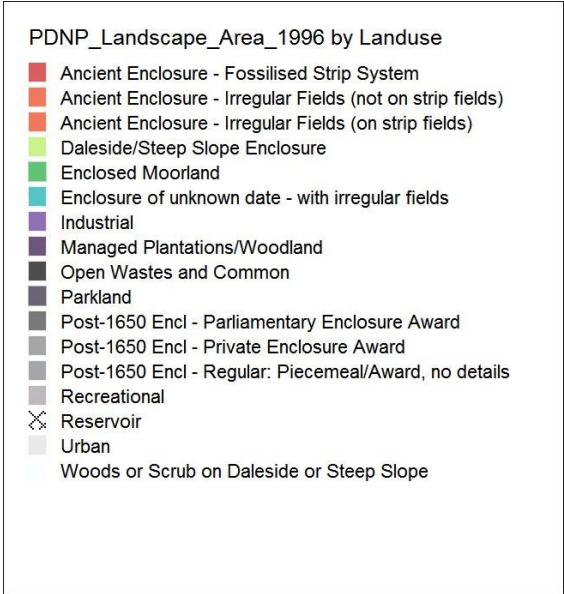 PDNP_Landscape_Area_1996 by Landuse
Ancient Enclosure - Fossilised Strip System
Ancient Enclosure - Irregular Fields (not on strip fields)
Ancient Enclosure - Irregular Fields (on strip fields)
Daleside/Steep Slope Enclosure
Enclosed Moorland
Enclosure of unknown date - with irregular fields
Industrial
Managed Plantations/Woodland
Open Wastes and Common
Parkland
Post-1650 Encl - Parliamentary Enclosure Award
Post-1650 Encl - Private Enclosure Award
Post-1650 Encl - Regular: Piecemeal/Award, no details
Recreational
Reservoir
Urban
Woods or Scrub on Daleside or Steep Slope